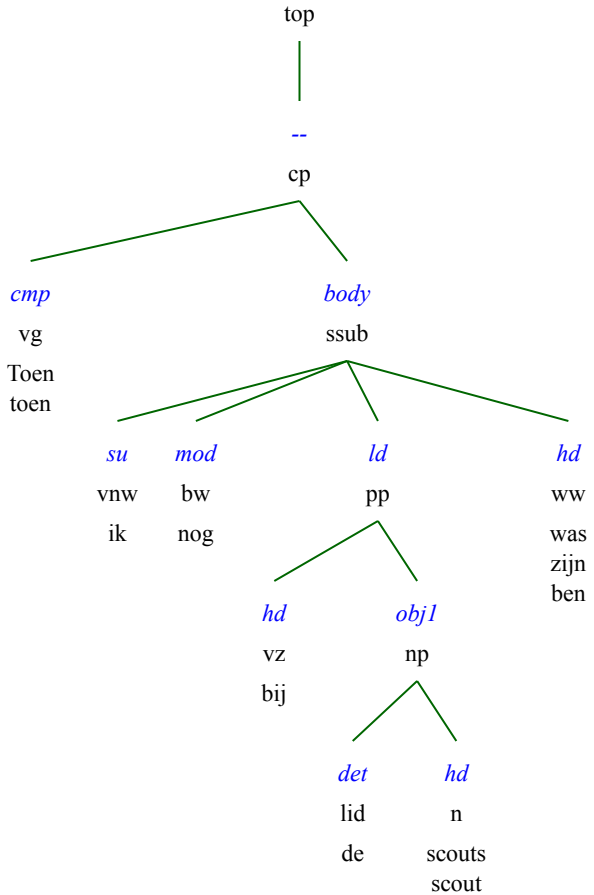 top
--
cp
cmp body
vg ssub
Toen
toen
su mod ld hd
vnw bw pp ww
ik nog was
zijn
ben
hd obj1
vz np
bij
det hd
lid n
de scouts
scout